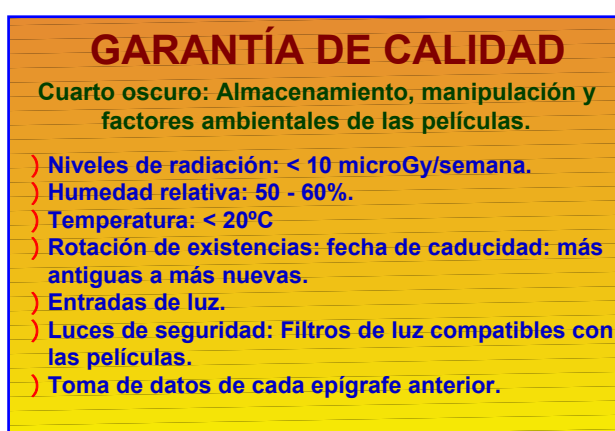 GARANTÍA DE CALIDAD
Cuarto oscuro: Almacenamiento, manipulación y
factores ambientales de las películas.
) Niveles de radiación: < 10 microGy/semana.
) Humedad relativa: 50 - 60%.
) Temperatura: < 20ºC
) Rotación de existencias: fecha de caducidad: más
antiguas a más nuevas.
) Entradas de luz.
) Luces de seguridad: Filtros de luz compatibles con
las películas.
) Toma de datos de cada epígrafe anterior.